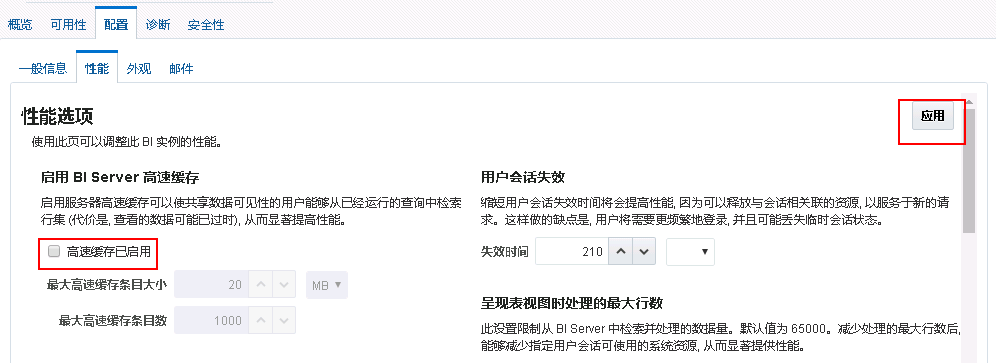 概览 可用性 配置 诊断 安全性
一般信息 性能 外观 邮件
性能选项
应用
使用此页可以调整此 BI 实例的性能。
启用 BI Server 高速缓存
启用服务器高速缓存可以使共享数据可见性的用户能够从已经运行的查询中检索
行集 (代价是, 查看的数据可能已过时), 从而显著提高性能。
高速缓存已启用
最大高速缓存条目大小 20 MB
最大高速缓存条目数 1000
用户会话失效
缩短用户会话失效时间将会提高性能, 因为可以释放与会话相关联的资源, 以服务于新的请
求。这样做的缺点是, 用户将需要更频繁地登录, 并且可能丢失临时会话状态。
失效时间 210
呈现表视图时处理的最大行数
此设置限制从 BI Server 中检索并处理的数据量。默认值为 65000。减少处理的最大行数后,
能够减少指定用户会话可使用的系统资源, 从而显著提供性能。